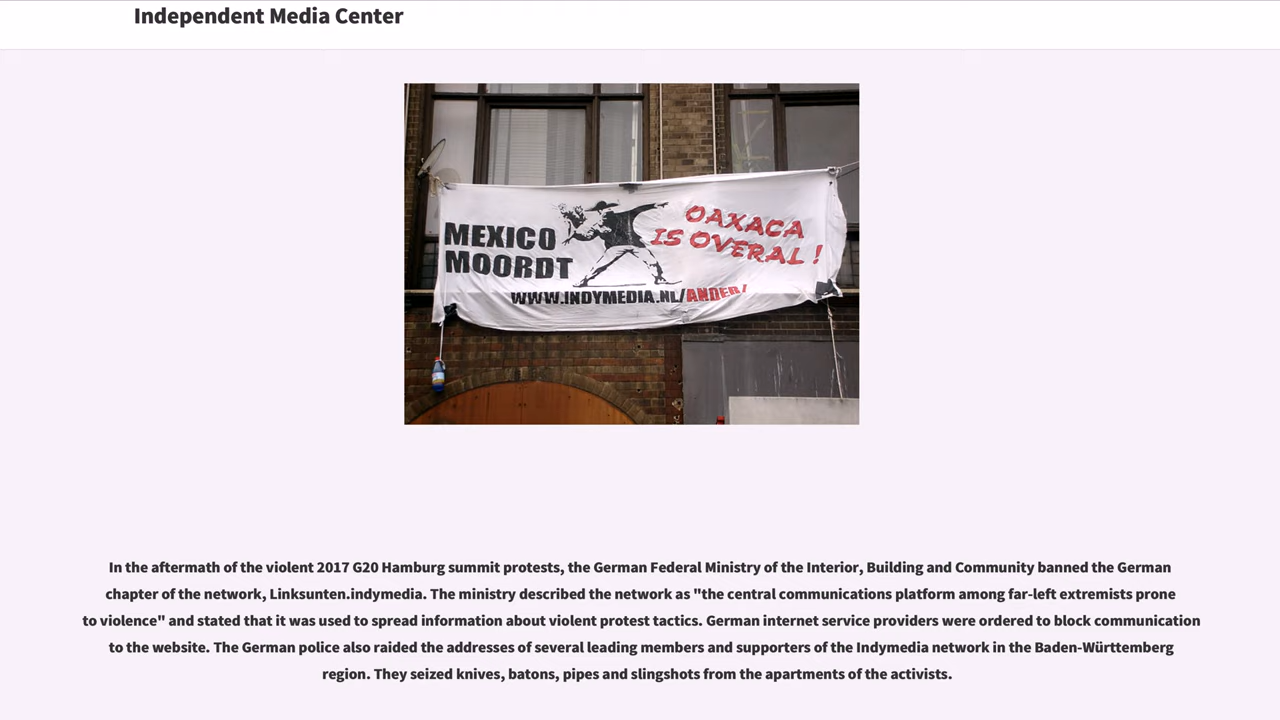 Independent Media Center
MEXICO
MOORDT
OAXACA
IS OVERAL !
WWW.INDYMEDIA.NL/ANDER/
In the aftermath of the violent 2017 G20 Hamburg summit protests, the German Federal Ministry of the Interior, Building and Community banned the German
chapter of the network, Linksunten.indymedia. The ministry described the network as "the central communications platform among far-left extremists prone
to violence" and stated that it was used to spread information about violent protest tactics. German internet service providers were ordered to block communication
to the website. The German police also raided the addresses of several leading members and supporters of the Indymedia network in the Baden-Württemberg
region. They seized knives, batons, pipes and slingshots from the apartments of the activists.